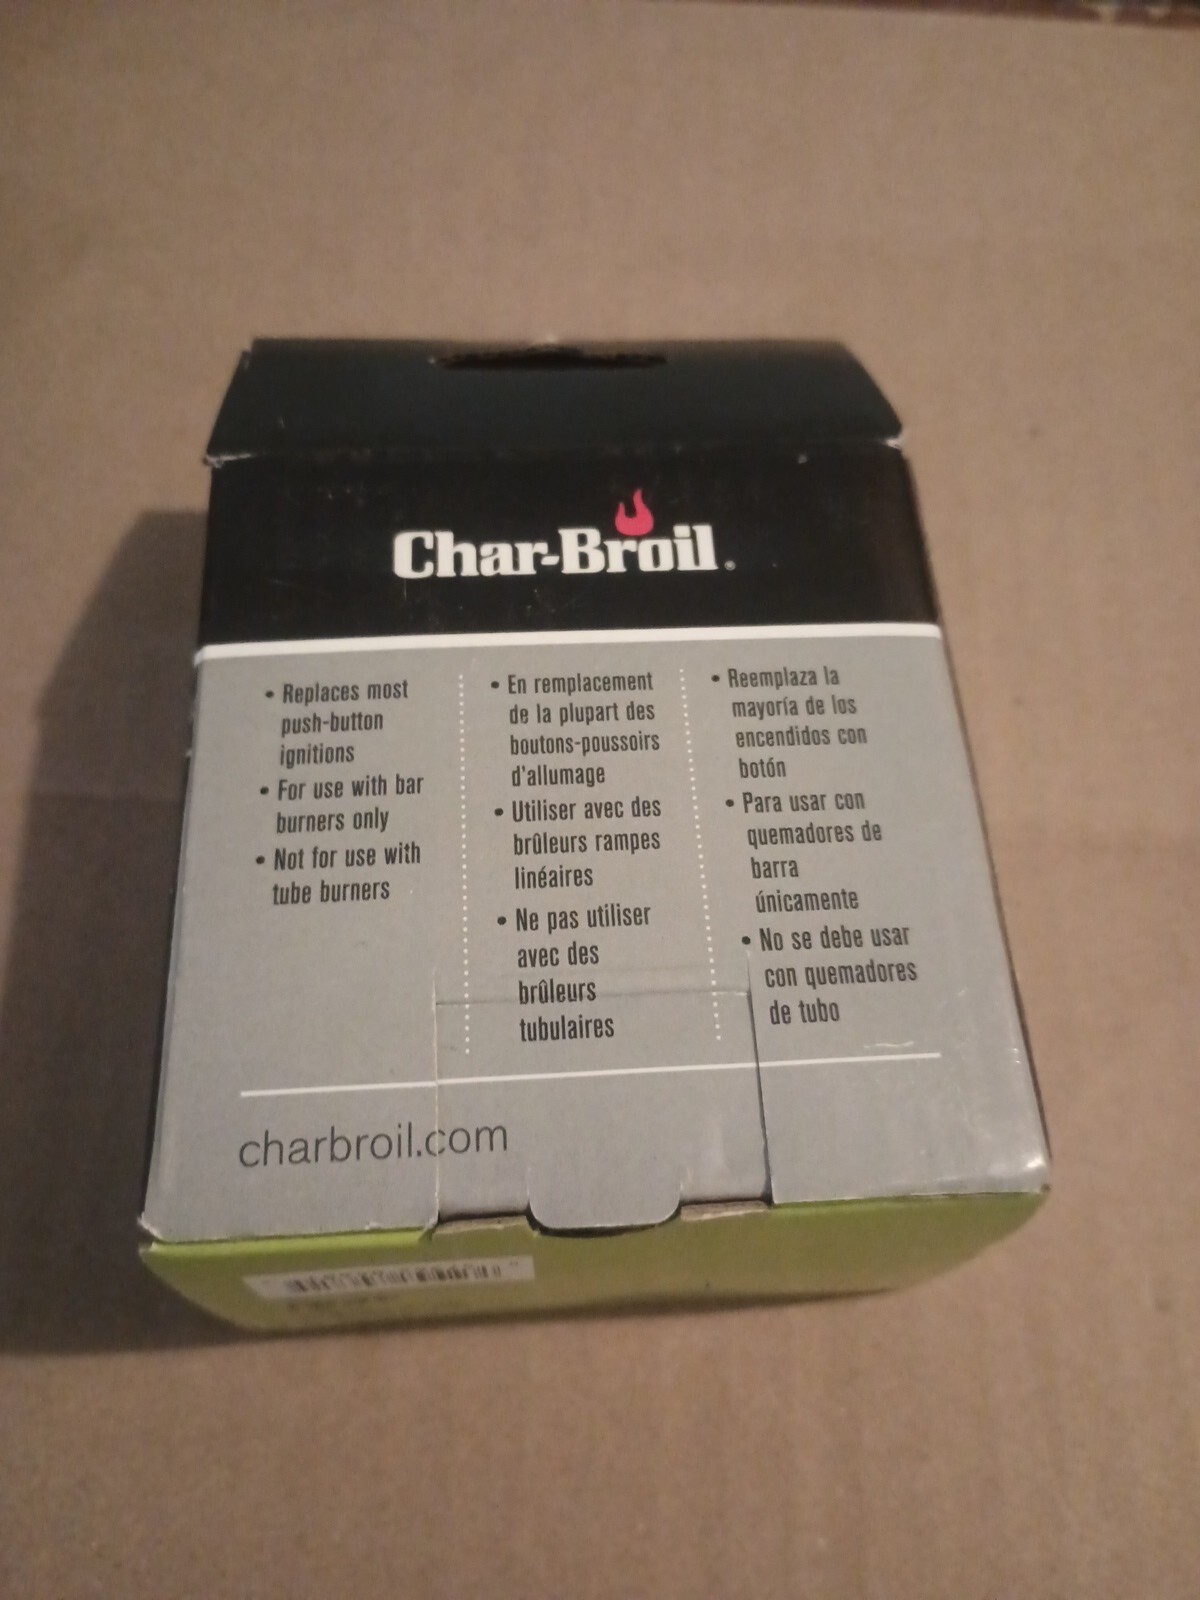 Char-Broil®
• Replaces most
push-button
ignitions
• For use with bar
burners only
• Not for use with
tube burners
• En remplacement
de la plupart des
boutons-poussoirs
d'allumage
• Utiliser avec des
brûleurs rampes
linéaires
• Ne pas utiliser
avec des
brûleurs
tubulaires
• Reemplaza la
mayoría de los
encendidos con
botón
• Para usar con
quemadores de
barra
únicamente
• No se debe usar
con quemadores
de tubo
charbroil.com